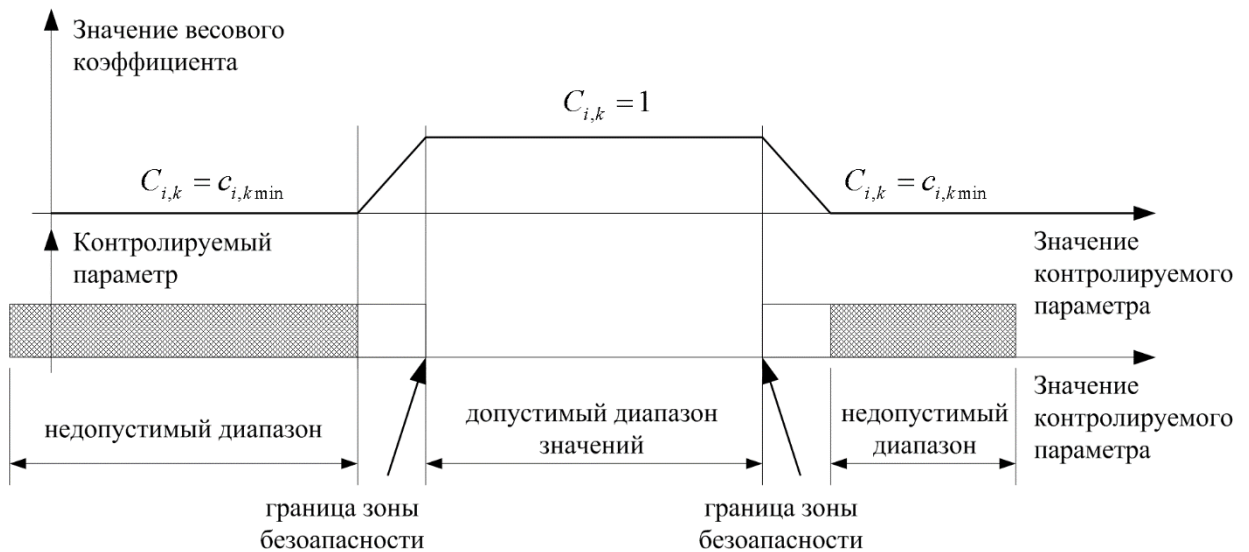 Значение весового
коэффициента
C_{i,k} = 1
C_{i,k} = c_{i,k min}
C_{i,k} = c_{i,k min}
Контролируемый
параметр
Значение
контролируемого
параметра
Значение
контролируемого
параметра
недопустимый диапазон
допустимый диапазон
значений
недопустимый
диапазон
граница зоны
безоапасности
граница зоны
безоапасности